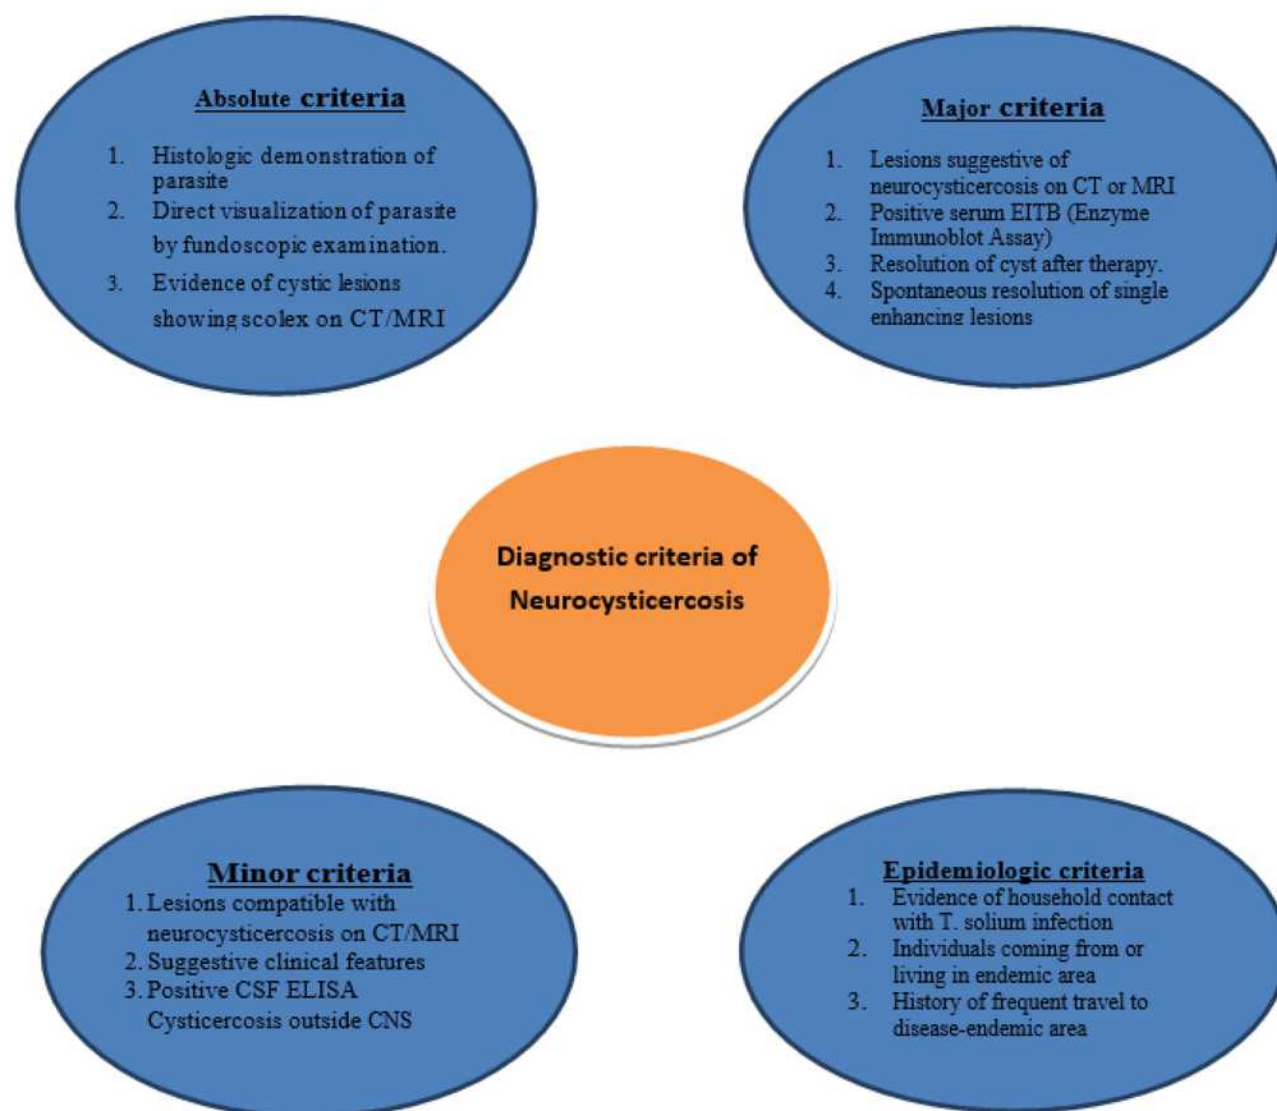 Absolute criteria
1. Histologic demonstration of
parasite
2. Direct visualization of parasite
by fundoscopic examination.
3. Evidence of cystic lesions
showing scolex on CT/MRI
Major criteria
1. Lesions suggestive of
neurocysticercosis on CT or MRI
2. Positive serum EITB (Enzyme
Immunoblot Assay)
3. Resolution of cyst after therapy.
4. Spontaneous resolution of single
enhancing lesions
Diagnostic criteria of
Neurocysticercosis
Minor criteria
1. Lesions compatible with
neurocysticercosis on CT/MRI
2. Suggestive clinical features
3. Positive CSF ELISA
Cysticercosis outside CNS
Epidemiologic criteria
1. Evidence of household contact
with T. solium infection
2. Individuals coming from or
living in endemic area
3. History of frequent travel to
disease-endemic area